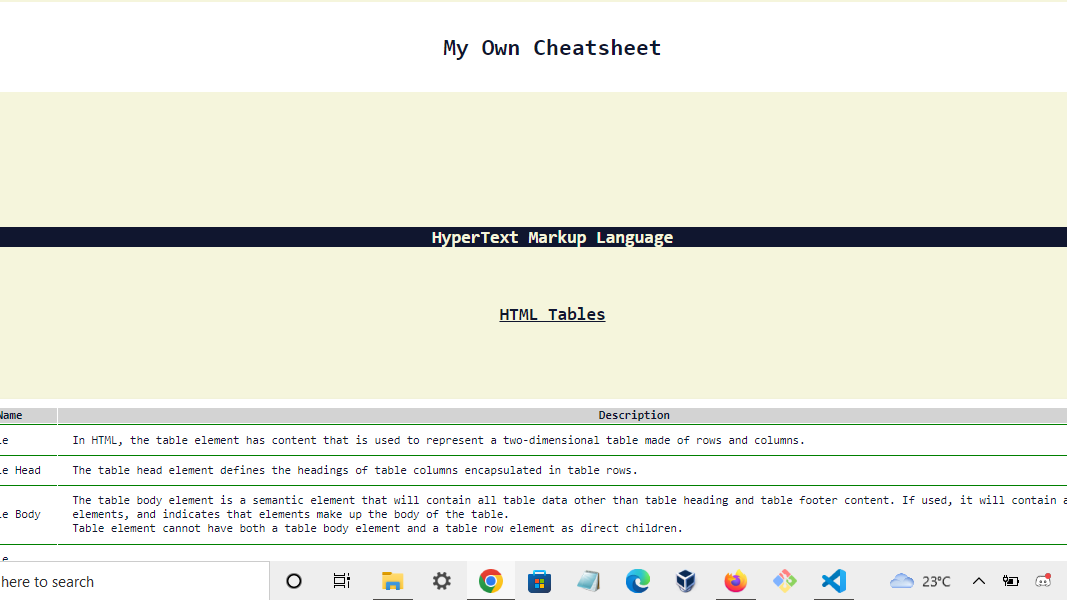 My Own Cheatsheet
HyperText Markup Language
HTML Tables
Name Description
In HTML, the table element has content that is used to represent a two-dimensional table made of rows and columns.
Head The table head element defines the headings of table columns encapsulated in table rows.
The table body element is a semantic element that will contain all table data other than table heading and table footer content. If used, it will contain
Body elements, and indicates that elements make up the body of the table.
Table element cannot have both a table body element and a table row element as direct children.
here to search
23°C